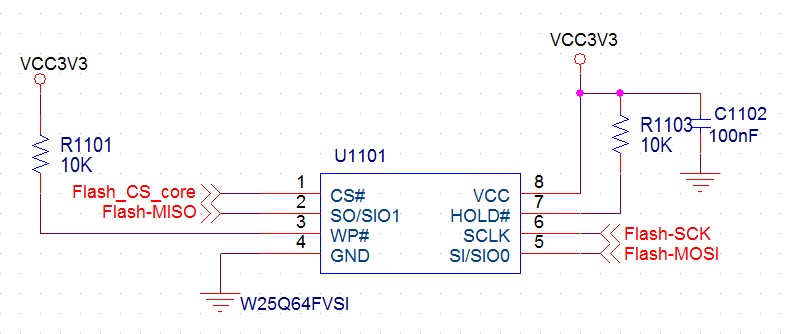 VCC3V3
VCC3V3
R1101
10K
R1103
10K
C1102
100nF
U1101
Flash_CS_core
1
CS#
VCC
8
Flash-MISO
2
SO/SIO1
HOLD#
7
3
WP#
SCLK
6
Flash-SCK
4
GND
SI/SIO0
5
Flash-MOSI
W25Q64FVSI